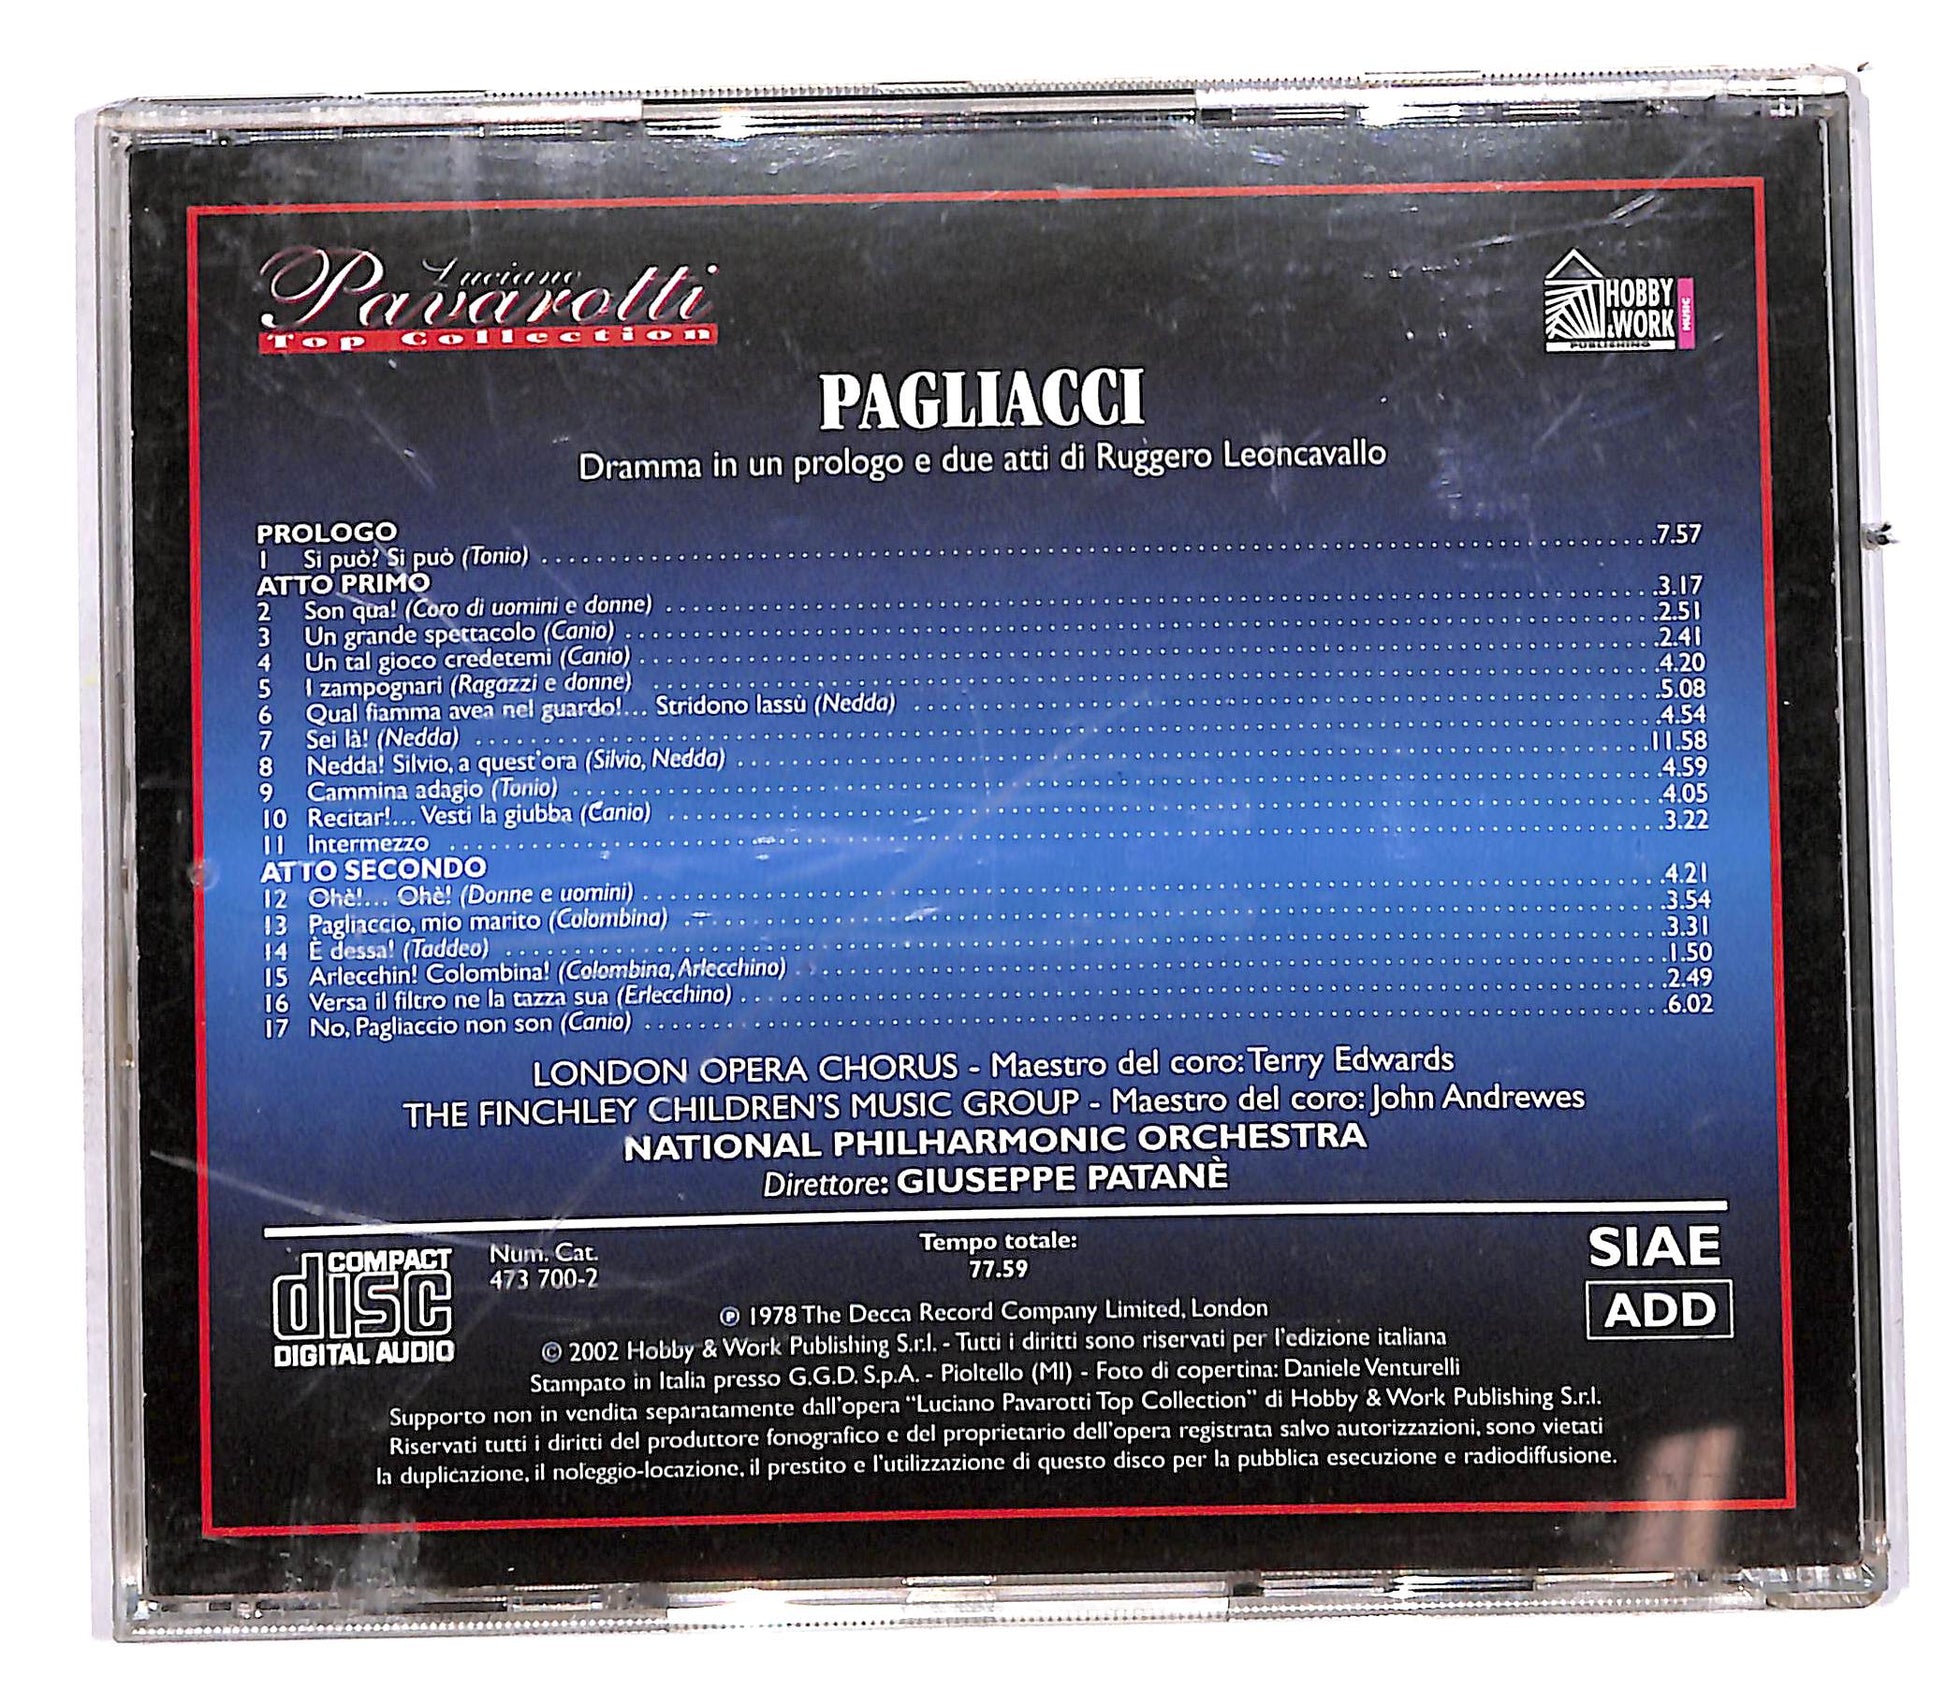 Luciano
Pavarotti
Top Collection
HOBBY
&WORK
PUBLISHING
MUSIC
PAGLIACCI
Dramma in un prologo e due atti di Ruggero Leoncavallo
PROLOGO
1 Si può? Si può (Tonio) 7.57
ATTO PRIMO
2 Son qua! (Coro di uomini e donne) 3.17
3 Un grande spettacolo (Canio) 2.51
4 Un tal gioco credetemi (Canio) 2.41
5 I zampognari (Ragazzi e donne) 4.20
6 Qual fiamma avea nel guardo!... Stridono lassù (Nedda) 5.08
7 Sei là! (Nedda) 4.54
8 Nedda! Silvio, a quest'ora (Silvio, Nedda) 11.58
9 Cammina adagio (Tonio) 4.59
10 Recitar!... Vesti la giubba (Canio) 4.05
11 Intermezzo 3.22
ATTO SECONDO
12 Ohè!... Ohè! (Donne e uomini) 4.21
13 Pagliaccio, mio marito (Colombina) 3.54
14 È dessa! (Taddeo) 3.31
15 Arlecchin! Colombina! (Colombina, Arlecchino) 1.50
16 Versa il filtro ne la tazza sua (Erlecchino) 2.49
17 No, Pagliaccio non son (Canio) 6.02
LONDON OPERA CHORUS - Maestro del coro: Terry Edwards
THE FINCHLEY CHILDREN'S MUSIC GROUP - Maestro del coro: John Andrewes
NATIONAL PHILHARMONIC ORCHESTRA
Direttore: GIUSEPPE PATANÈ
COMPACT
disc
DIGITAL AUDIO
Num. Cat.
473 700-2
Tempo totale:
77.59
SIAE
ADD
℗ 1978 The Decca Record Company Limited, London
© 2002 Hobby & Work Publishing S.r.l. - Tutti i diritti sono riservati per l'edizione italiana
Stampato in Italia presso G.G.D. S.p.A. - Pioltello (MI) - Foto di copertina: Daniele Venturelli
Supporto non in vendita separatamente dall'opera "Luciano Pavarotti Top Collection" di Hobby & Work Publishing S.r.l.
Riservati tutti i diritti del produttore fonografico e del proprietario dell'opera registrata salvo autorizzazioni, sono vietati
la duplicazione, il noleggio-locazione, il prestito e l'utilizzazione di questo disco per la pubblica esecuzione e radiodiffusione.